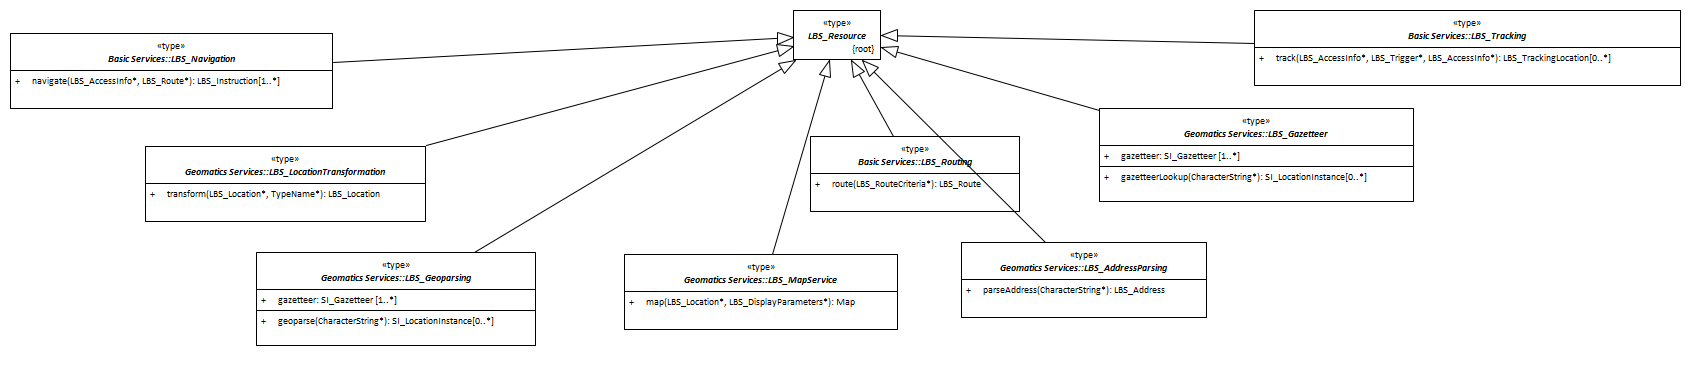 «type»
LBS_Resource
{root}
«type»
Basic Services::LBS_Tracking
+ track(LBS_AccessInfo*, LBS_Trigger*, LBS_AccessInfo*): LBS_TrackingLocation[0..*]
«type»
Basic Services::LBS_Navigation
+ navigate(LBS_AccessInfo*, LBS_Route*): LBS_Instruction[1..*]
«type»
Geomatics Services::LBS_Gazetteer
+ gazetteer: SI_Gazetteer [1..*]
+ gazetteerLookup(CharacterString*): SI_LocationInstance[0..*]
«type»
Basic Services::LBS_Routing
+ route(LBS_RouteCriteria*): LBS_Route
«type»
Geomatics Services::LBS_LocationTransformation
+ transform(LBS_Location*, TypeName*): LBS_Location
«type»
Geomatics Services::LBS_AddressParsing
+ parseAddress(CharacterString*): LBS_Address
«type»
Geomatics Services::LBS_Geoparsing
+ gazetteer: SI_Gazetteer [1..*]
+ geoparse(CharacterString*): SI_LocationInstance[0..*]
«type»
Geomatics Services::LBS_MapService
+ map(LBS_Location*, LBS_DisplayParameters*): Map